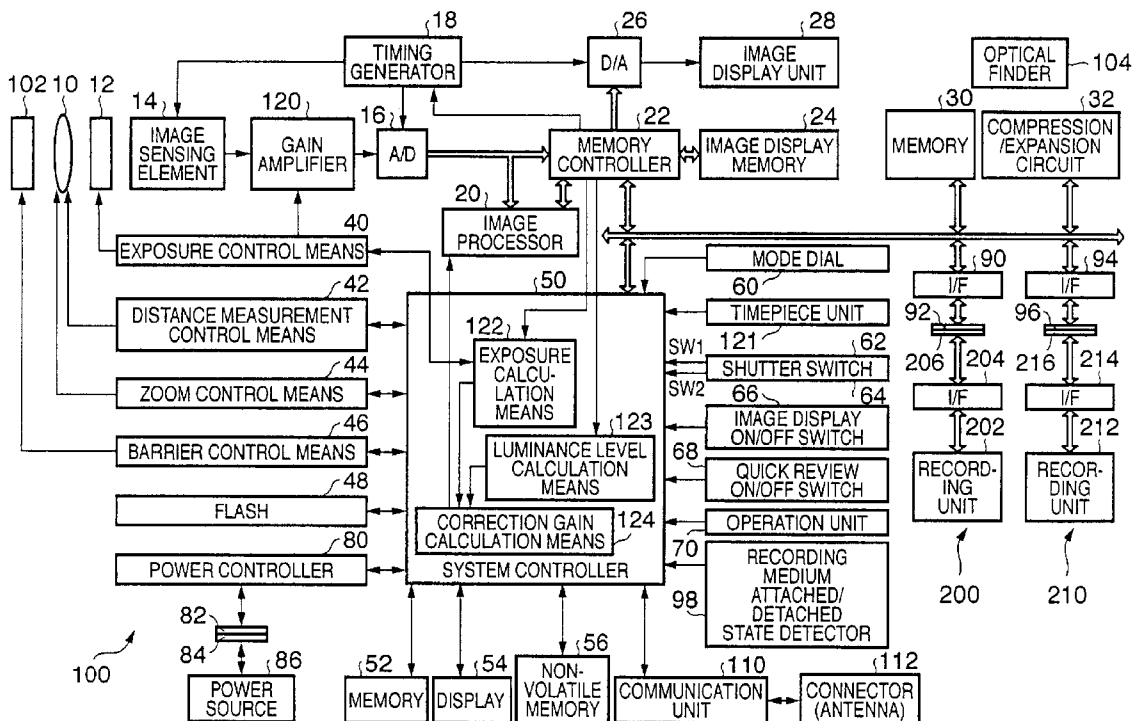 18
26
28
TIMING
GENERATOR
D/A
IMAGE
DISPLAY UNIT
OPTICAL
FINDER
104
102
10
12
14
120
16
22
24
30
32
IMAGE
SENSING
ELEMENT
GAIN
AMPLIFIER
A/D
MEMORY
CONTROLLER
IMAGE DISPLAY
MEMORY
MEMORY
COMPRESSION
/EXPANSION
CIRCUIT
20
IMAGE
PROCESSOR
40
EXPOSURE CONTROL MEANS
42
DISTANCE MEASUREMENT
CONTROL MEANS
44
ZOOM CONTROL MEANS
46
BARRIER CONTROL MEANS
48
FLASH
80
POWER CONTROLLER
82
84
86
POWER
SOURCE
100
50
122
EXPOSURE
CALCU-
LATION
MEANS
123
LUMINANCE LEVEL
CALCULATION
MEANS
CORRECTION GAIN
CALCULATION MEANS
124
SYSTEM CONTROLLER
MODE DIAL
60
TIMEPIECE UNIT
121
62
SW1
SHUTTER SWITCH
SW2
64
66
IMAGE DISPLAY
ON/OFF SWITCH
68
QUICK REVIEW
ON/OFF SWITCH
OPERATION UNIT
70
RECORDING
MEDIUM
ATTACHED/
DETACHED
STATE DETECTOR
98
90
I/F
92
206
204
I/F
202
RECORD-
ING
UNIT
200
94
I/F
96
216
214
I/F
212
RECOR-
DING
UNIT
210
52
MEMORY
54
DISPLAY
56
NON-
VOLATILE
MEMORY
110
COMMUNICATION
UNIT
112
CONNECTOR
(ANTENNA)